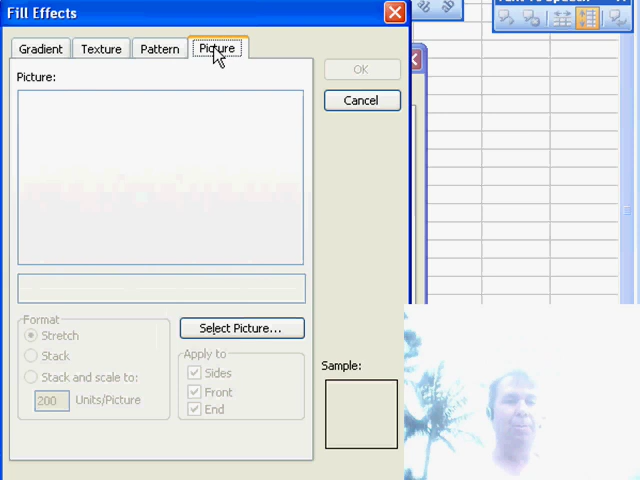 Fill Effects
Gradient
Texture
Pattern
Picture
Picture:
OK
Cancel
Select Picture...
Format
Stretch
Stack
Stack and scale to:
200
Units/Picture
Apply to
Sides
Front
End
Sample: